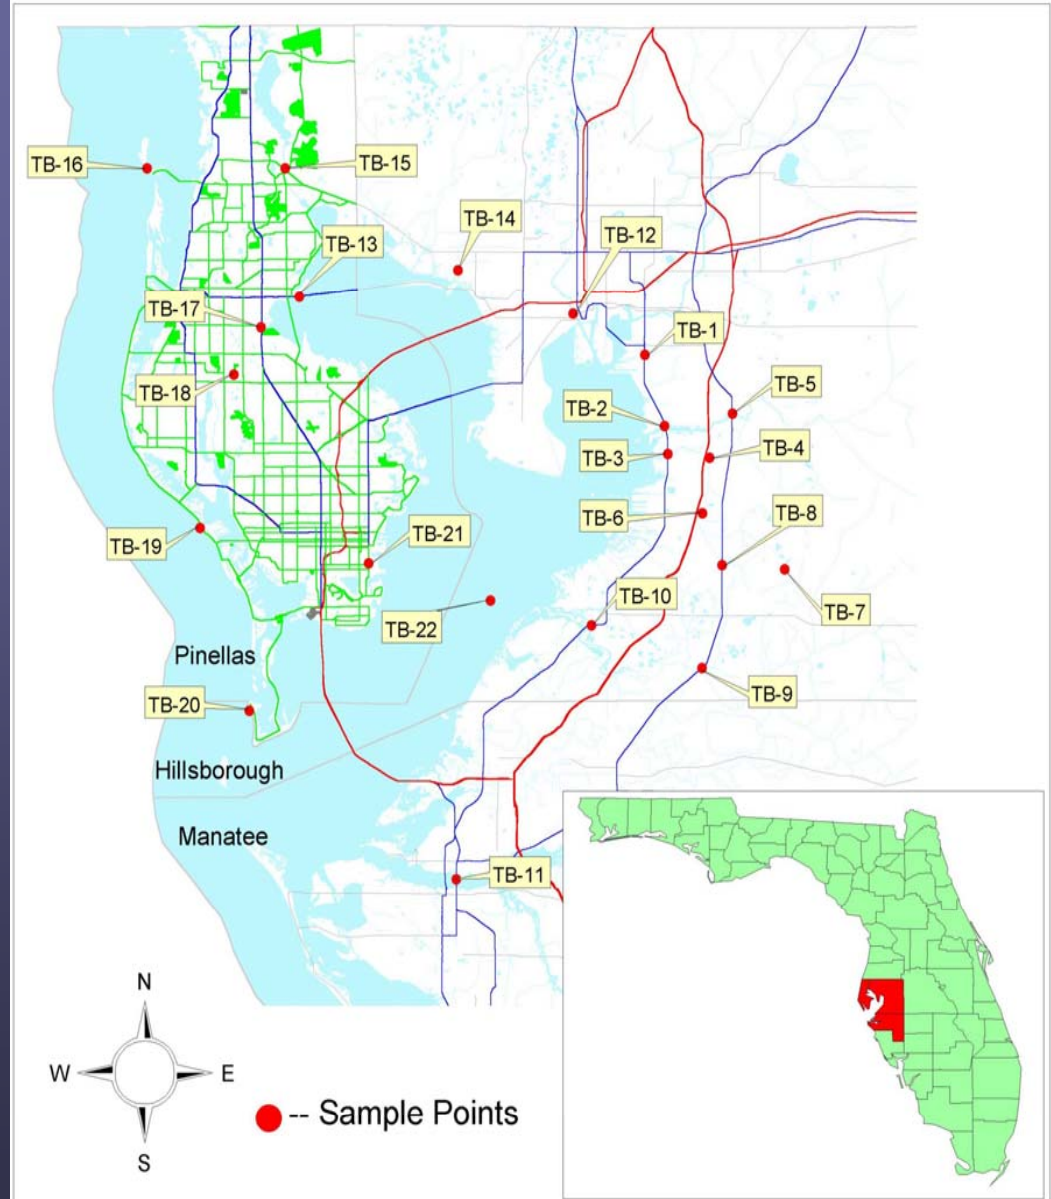 TB-16
TB-15
TB-14
TB-13
TB-12
TB-17
TB-1
TB-18
TB-5
TB-2
TB-3
TB-4
TB-6
TB-8
TB-19
TB-21
TB-10
TB-7
TB-22
Pinellas
TB-20
TB-9
Hillsborough
Manatee
TB-11
N
W
E
S
-- Sample Points